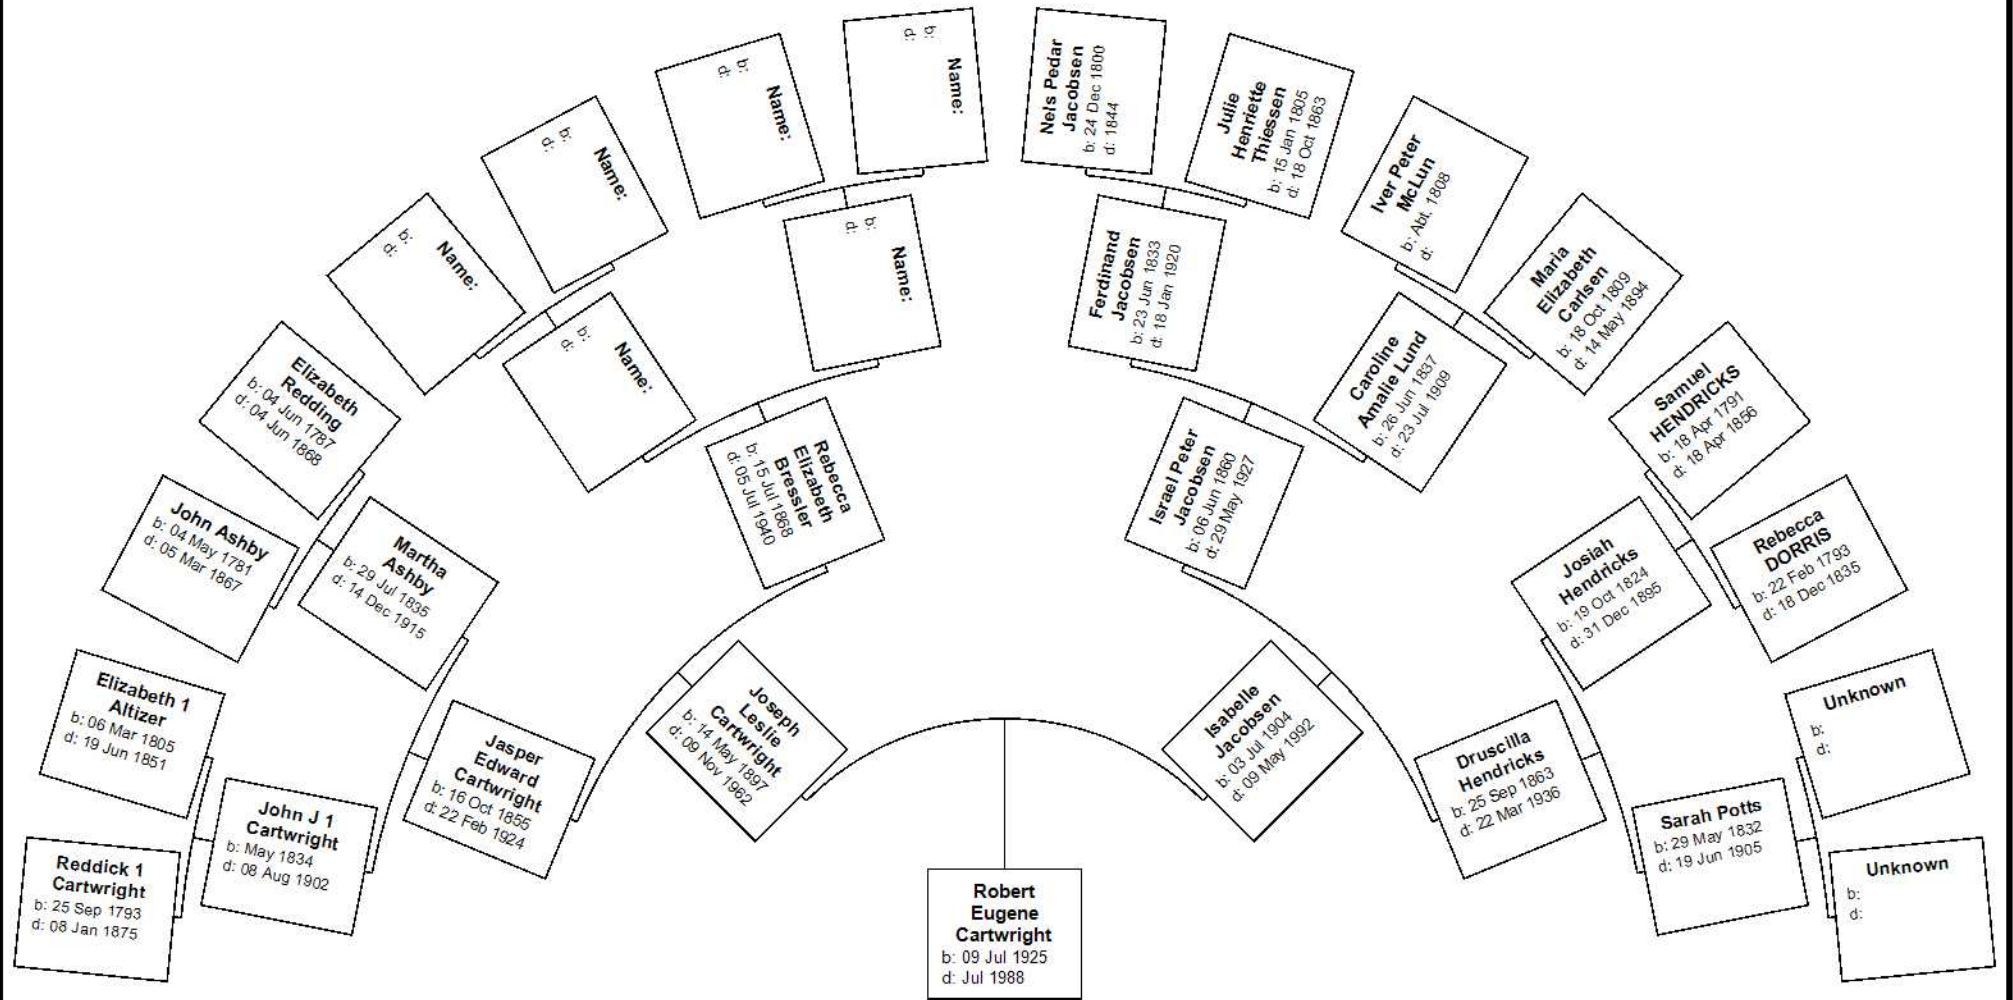 Name:
b:
d:
Nels Pedar
Jacobsen
b: 24 Dec 1800
d: 1844
Name:
b:
d:
Julie
Henriette
Thiessen
b: 15 Jan 1805
d: 18 Oct 1863
Name:
b:
d:
Iver Peter
McLun
b: Abt. 1808
d:
Name:
b:
d:
Maria
Elizabeth
Carlsen
b: 18 Oct 1809
d: 14 May 1894
Name:
b:
d:
Ferdinand
Jacobsen
b: 23 Jun 1833
d: 18 Jan 1920
Elizabeth
Redding
b: 04 Jun 1787
d: 04 Jun 1868
Name:
b:
d:
Caroline
Amalie Lund
b: 26 Jun 1837
d: 23 Jul 1909
Samuel
HENDRICKS
b: 18 Apr 1791
d: 18 Apr 1856
John Ashby
b: 04 May 1781
d: 05 Mar 1867
Martha
Ashby
b: 29 Jul 1835
d: 14 Dec 1915
Rebecca
Elizabeth
Bressler
b: 15 Jul 1868
d: 05 Jul 1940
Israel Peter
Jacobsen
b: 06 Jun 1860
d: 29 May 1927
Josiah
Hendricks
b: 19 Oct 1824
d: 31 Dec 1895
Rebecca
DORRIS
b: 22 Feb 1793
d: 18 Dec 1835
Elizabeth 1
Altizer
b: 06 Mar 1805
d: 19 Jun 1851
Jasper
Edward
Cartwright
b: 16 Oct 1855
d: 22 Feb 1924
Joseph
Leslie
Cartwright
b: 14 May 1897
d: 09 Nov 1962
Isabelle
Jacobsen
b: 03 Jul 1904
d: 09 May 1992
Druscilla
Hendricks
b: 25 Sep 1863
d: 22 Mar 1936
Unknown
b:
d:
Reddick 1
Cartwright
b: 25 Sep 1793
d: 08 Jan 1875
John J 1
Cartwright
b: May 1834
d: 08 Aug 1902
Robert
Eugene
Cartwright
b: 09 Jul 1925
d: Jul 1988
Sarah Potts
b: 29 May 1832
d: 19 Jun 1905
Unknown
b:
d: